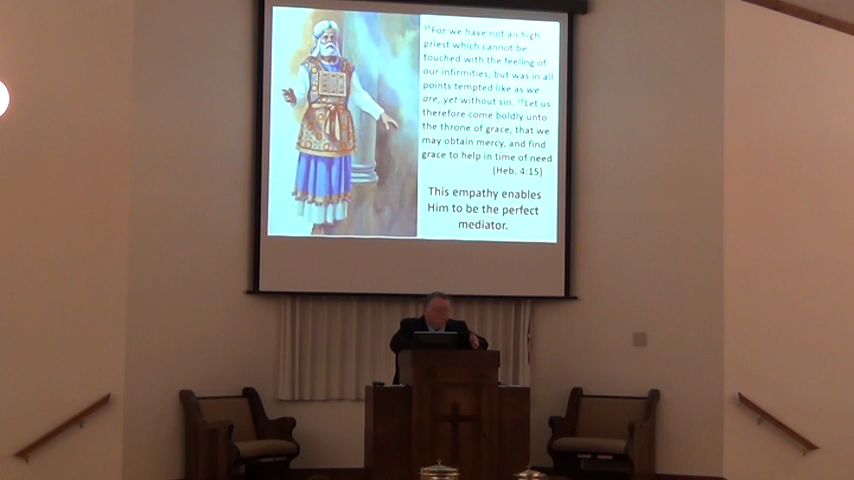 ¹⁵For we have not an high
priest which cannot be
touched with the feeling of
our infirmities; but was in all
points tempted like as we
are, yet without sin. ¹⁶Let us
therefore come boldly unto
the throne of grace, that we
may obtain mercy, and find
grace to help in time of need
(Heb. 4:15)
This empathy enables
Him to be the perfect
mediator.